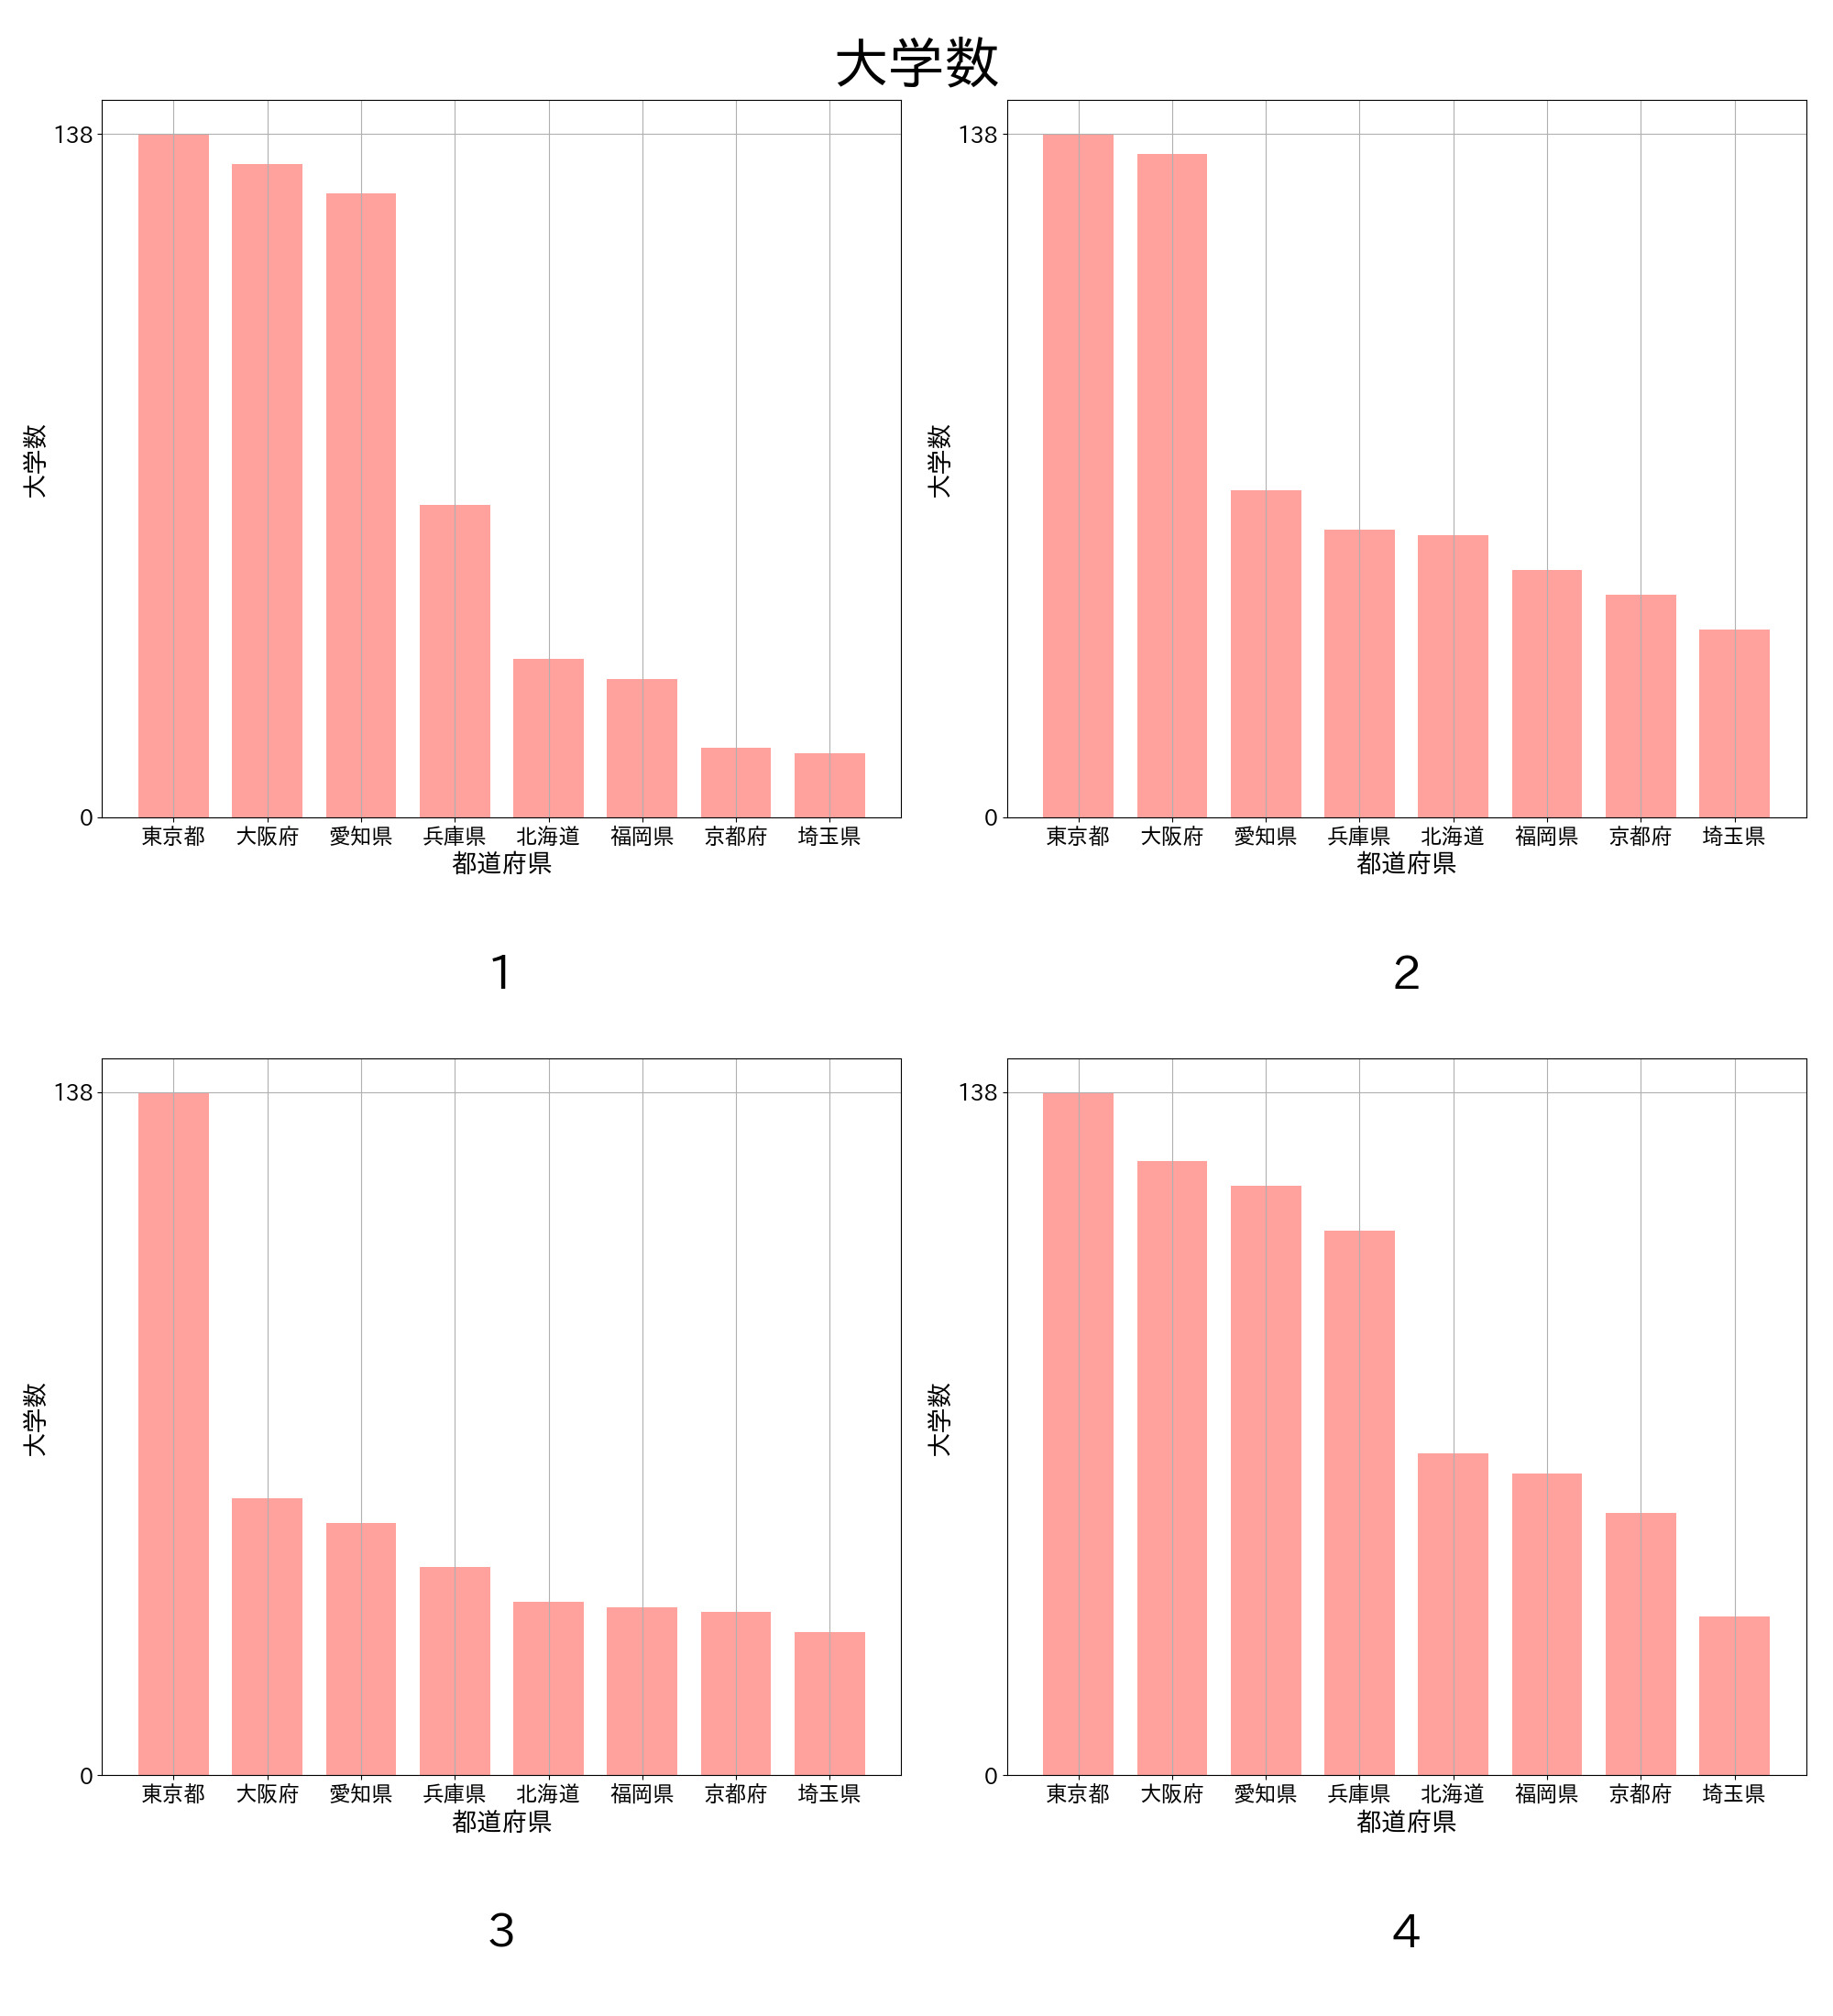 大学数
138
0
大学数
東京都 大阪府 愛知県 兵庫県 北海道 福岡県 京都府 埼玉県
都道府県
1
138
0
大学数
東京都 大阪府 愛知県 兵庫県 北海道 福岡県 京都府 埼玉県
都道府県
2
138
0
大学数
東京都 大阪府 愛知県 兵庫県 北海道 福岡県 京都府 埼玉県
都道府県
3
138
0
大学数
東京都 大阪府 愛知県 兵庫県 北海道 福岡県 京都府 埼玉県
都道府県
4